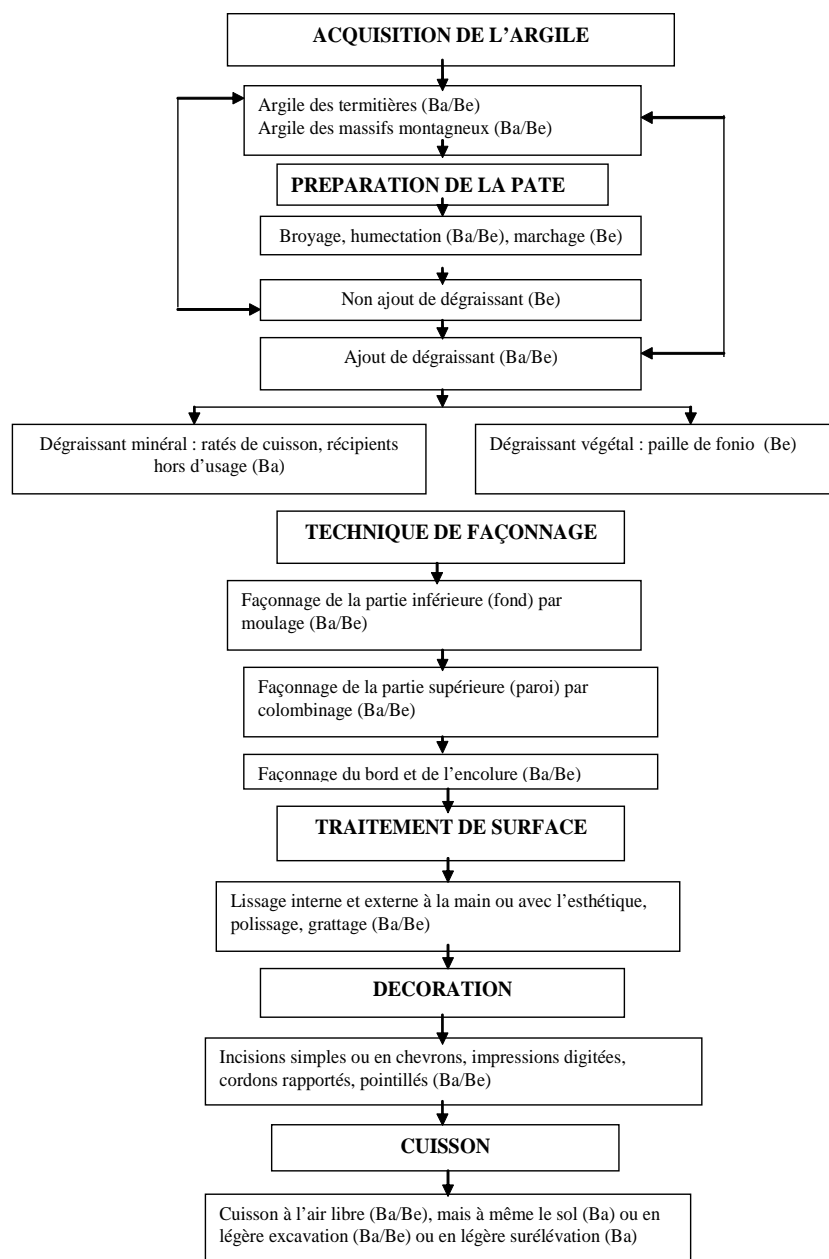 ACQUISITION DE L'ARGILE
Argile des termitières (Ba/Be)
Argile des massifs montagneux (Ba/Be)
PREPARATION DE LA PATE
Broyage, humectation (Ba/Be), marchage (Be)
Non ajout de dégraissant (Be)
Ajout de dégraissant (Ba/Be)
Dégraissant minéral : ratés de cuisson, récipients
hors d'usage (Ba)
Dégraissant végétal : paille de fonio (Be)
TECHNIQUE DE FAÇONNAGE
Façonnage de la partie inférieure (fond) par
moulage (Ba/Be)
Façonnage de la partie supérieure (paroi) par
colombinage (Ba/Be)
Façonnage du bord et de l'encolure (Ba/Be)
TRAITEMENT DE SURFACE
Lissage interne et externe à la main ou avec l'esthétique,
polissage, grattage (Ba/Be)
DECORATION
Incisions simples ou en chevrons, impressions digitées,
cordons rapportés, pointillés (Ba/Be)
CUISSON
Cuisson à l'air libre (Ba/Be), mais à même le sol (Ba) ou en
légère excavation (Ba/Be) ou en légère surélévation (Ba)